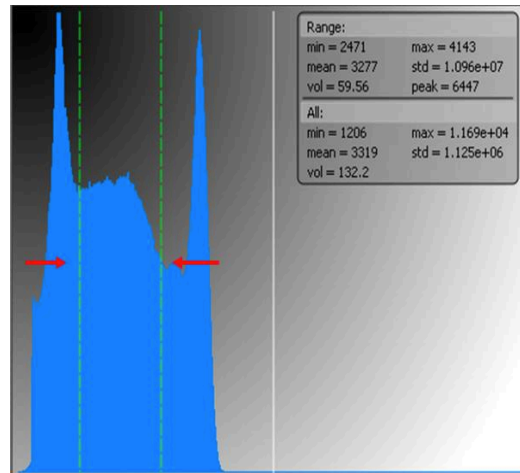 Range:
min = 2471 max = 4143
mean = 3277 std = 1.096e+07
vol = 59.56 peak = 6447
All:
min = 1206 max = 1.169e+04
mean = 3319 std = 1.125e+06
vol = 132.2